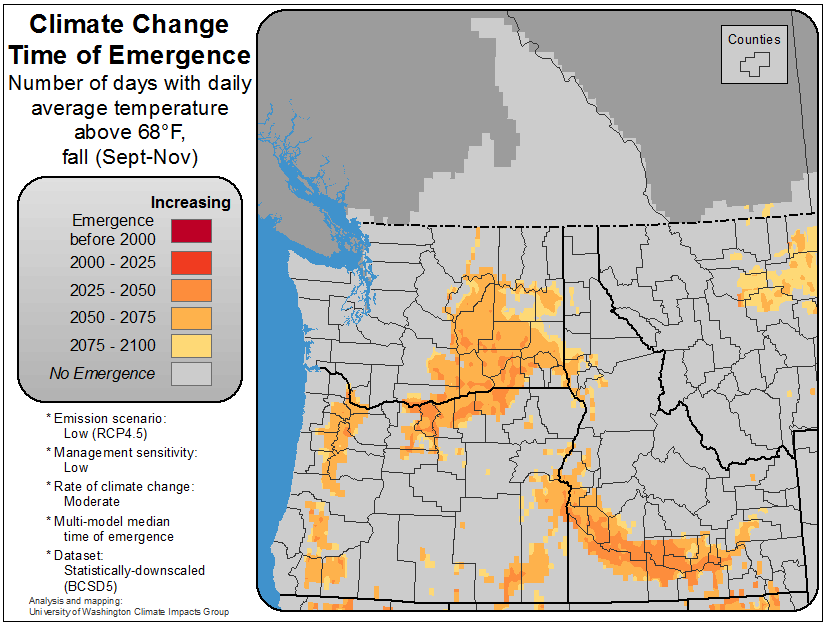 Climate Change
Time of Emergence
Number of days with daily
average temperature
above 68°F,
fall (Sept-Nov)
Increasing
Emergence
before 2000
2000 - 2025
2025 - 2050
2050 - 2075
2075 - 2100
No Emergence
* Emission scenario:
Low (RCP4.5)
* Management sensitivity:
Low
* Rate of climate change:
Moderate
* Multi-model median
time of emergence
* Dataset:
Statistically-downscaled
(BCSD5)
Analysis and mapping:
University of Washington Climate Impacts Group
Counties